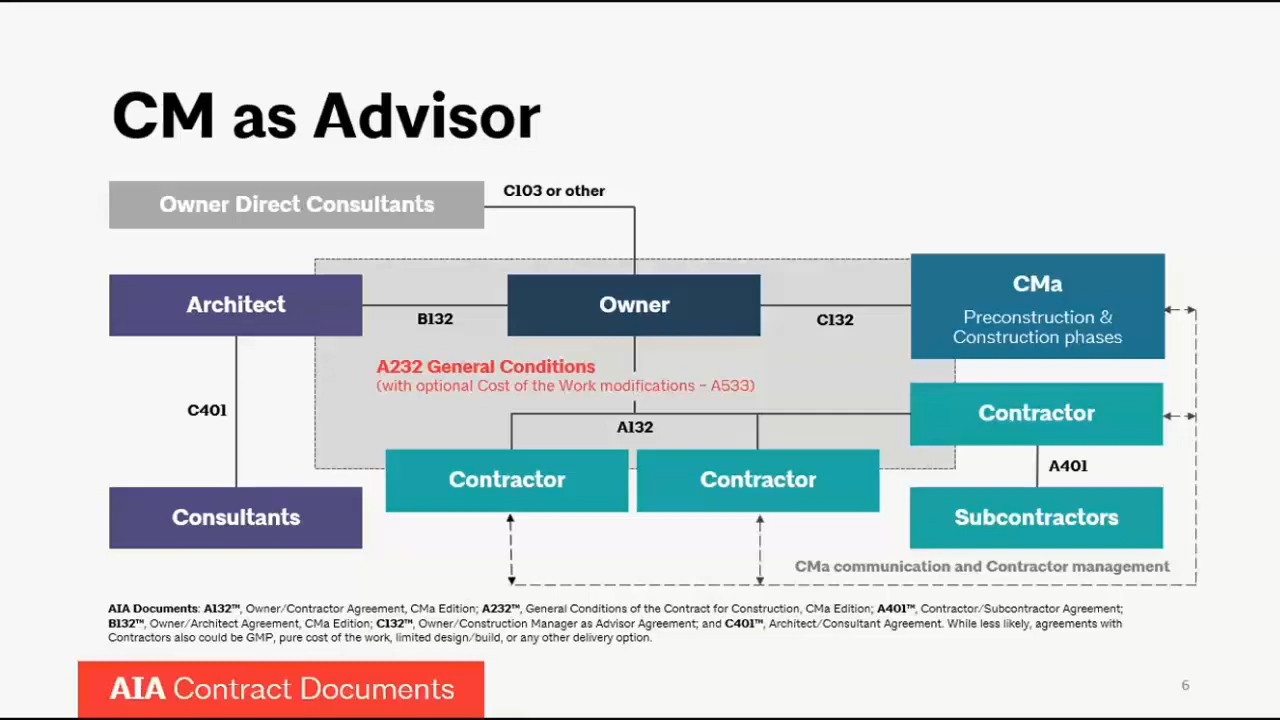 CM as Advisor
Owner Direct Consultants
C103 or other
Architect
B132
Owner
C132
CMa
Preconstruction &
Construction phases
A232 General Conditions
(with optional Cost of the Work modifications – A533)
C401
A132
Contractor
Contractor
Contractor
A401
Consultants
Subcontractors
CMa communication and Contractor management
AIA Documents: A132™, Owner/Contractor Agreement, CMa Edition; A232™, General Conditions of the Contract for Construction, CMa Edition; A401™, Contractor/Subcontractor Agreement;
B132™, Owner/Architect Agreement, CMa Edition; C132™, Owner/Construction Manager as Advisor Agreement; and C401™, Architect/Consultant Agreement. While less likely, agreements with
Contractors also could be GMP, pure cost of the work, limited design/build, or any other delivery option.
AIA Contract Documents
6